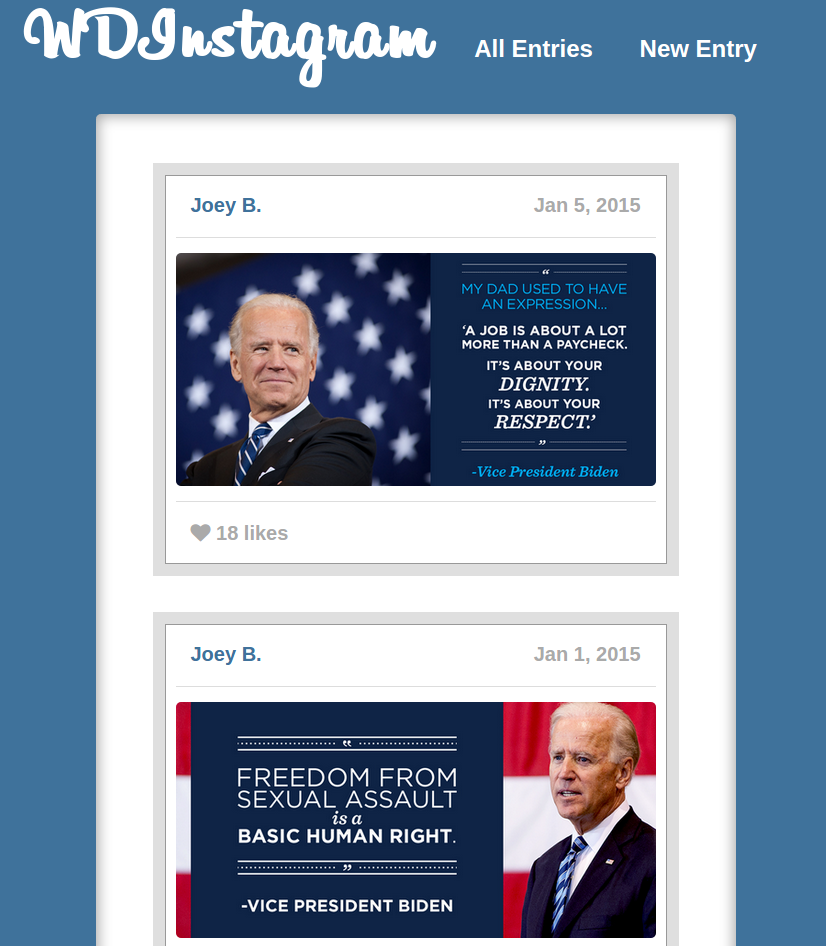 WDInstagram All Entries New Entry
Joey B. Jan 5, 2015
“
MY DAD USED TO HAVE
AN EXPRESSION...
‘A JOB IS ABOUT A LOT
MORE THAN A PAYCHECK.
IT’S ABOUT YOUR
DIGNITY.
IT’S ABOUT YOUR
RESPECT.’
”
-Vice President Biden
18 likes
Joey B. Jan 1, 2015
“
FREEDOM FROM
SEXUAL ASSAULT
is a
BASIC HUMAN RIGHT.
”
-VICE PRESIDENT BIDEN